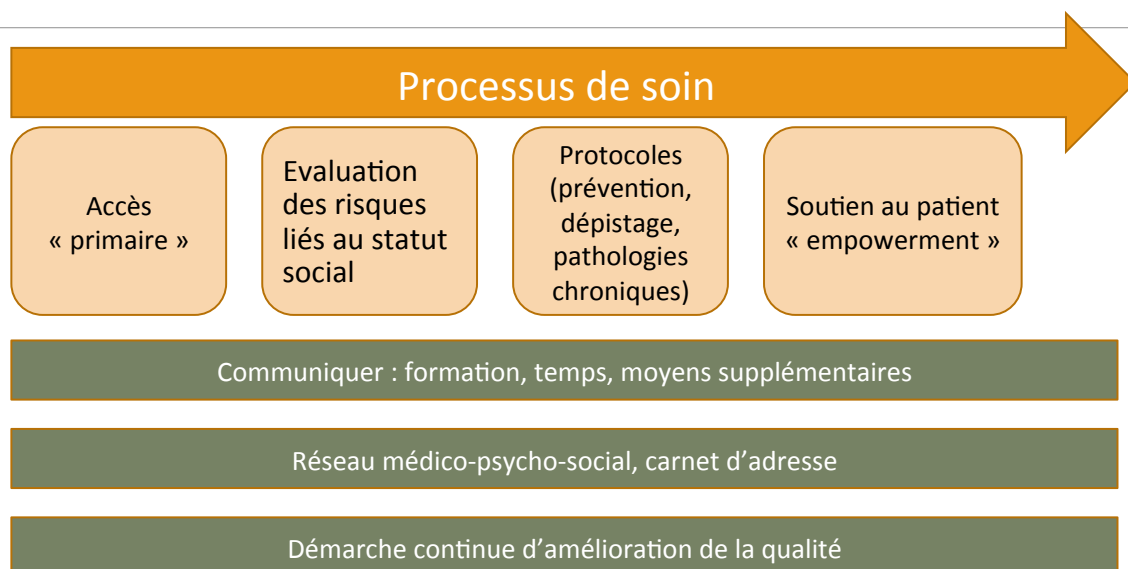 Processus de soin
Accès
« primaire »
Evaluation
des risques
liés au statut
social
Protocoles
(prévention,
dépistage,
pathologies
chroniques)
Soutien au patient
« empowerment »
Communiquer : formation, temps, moyens supplémentaires
Réseau médico-psycho-social, carnet d’adresse
Démarche continue d’amélioration de la qualité